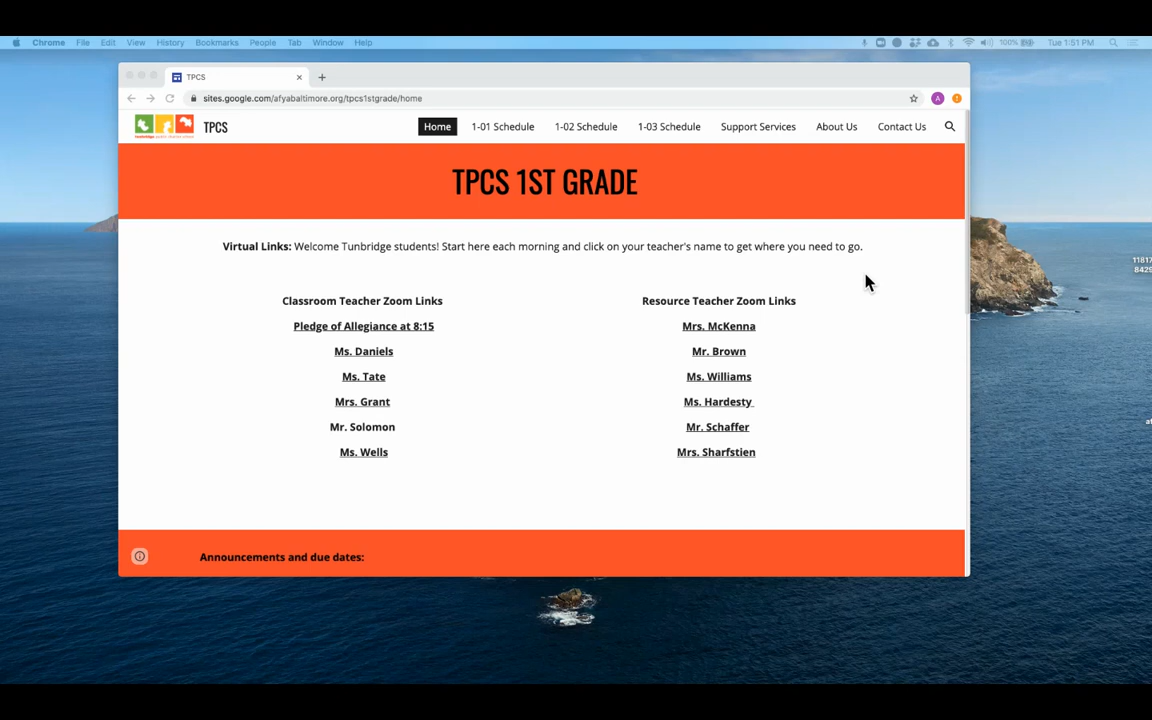 Chrome File Edit View History Bookmarks People Tab Window Help 100% Tue 1:51 PM
TPCS
sites.google.com/afyabaltimore.org/tpcs1stgrade/home A
TPCS Home 1-01 Schedule 1-02 Schedule 1-03 Schedule Support Services About Us Contact Us
TPCS 1ST GRADE
Virtual Links: Welcome Tunbridge students! Start here each morning and click on your teacher's name to get where you need to go.
Classroom Teacher Zoom Links
Pledge of Allegiance at 8:15
Ms. Daniels
Ms. Tate
Mrs. Grant
Mr. Solomon
Ms. Wells
Resource Teacher Zoom Links
Mrs. McKenna
Mr. Brown
Ms. Williams
Ms. Hardesty
Mr. Schaffer
Mrs. Sharfstien
Announcements and due dates:
11817
8429